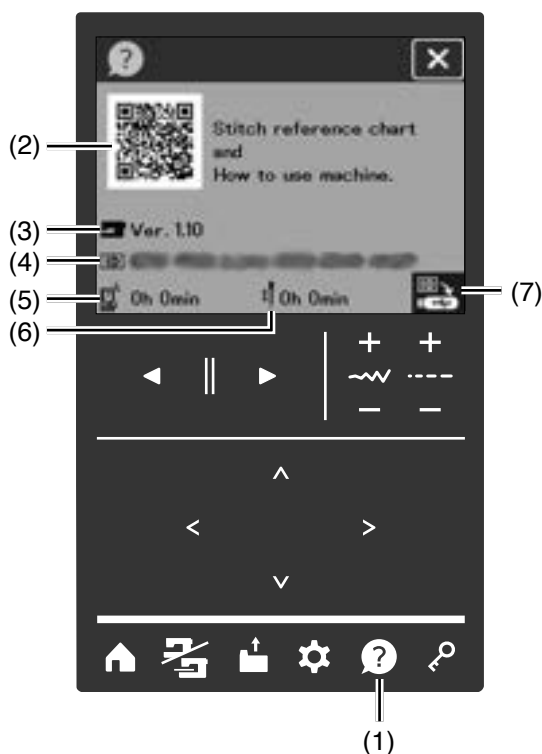 ?
×
(2)
Stitch reference chart
and
How to use machine.
(3)
Ver. 1.10
(4)
(5)
0h 0min
0h 0min
(7)
(6)
+ +
− −
?
(1)